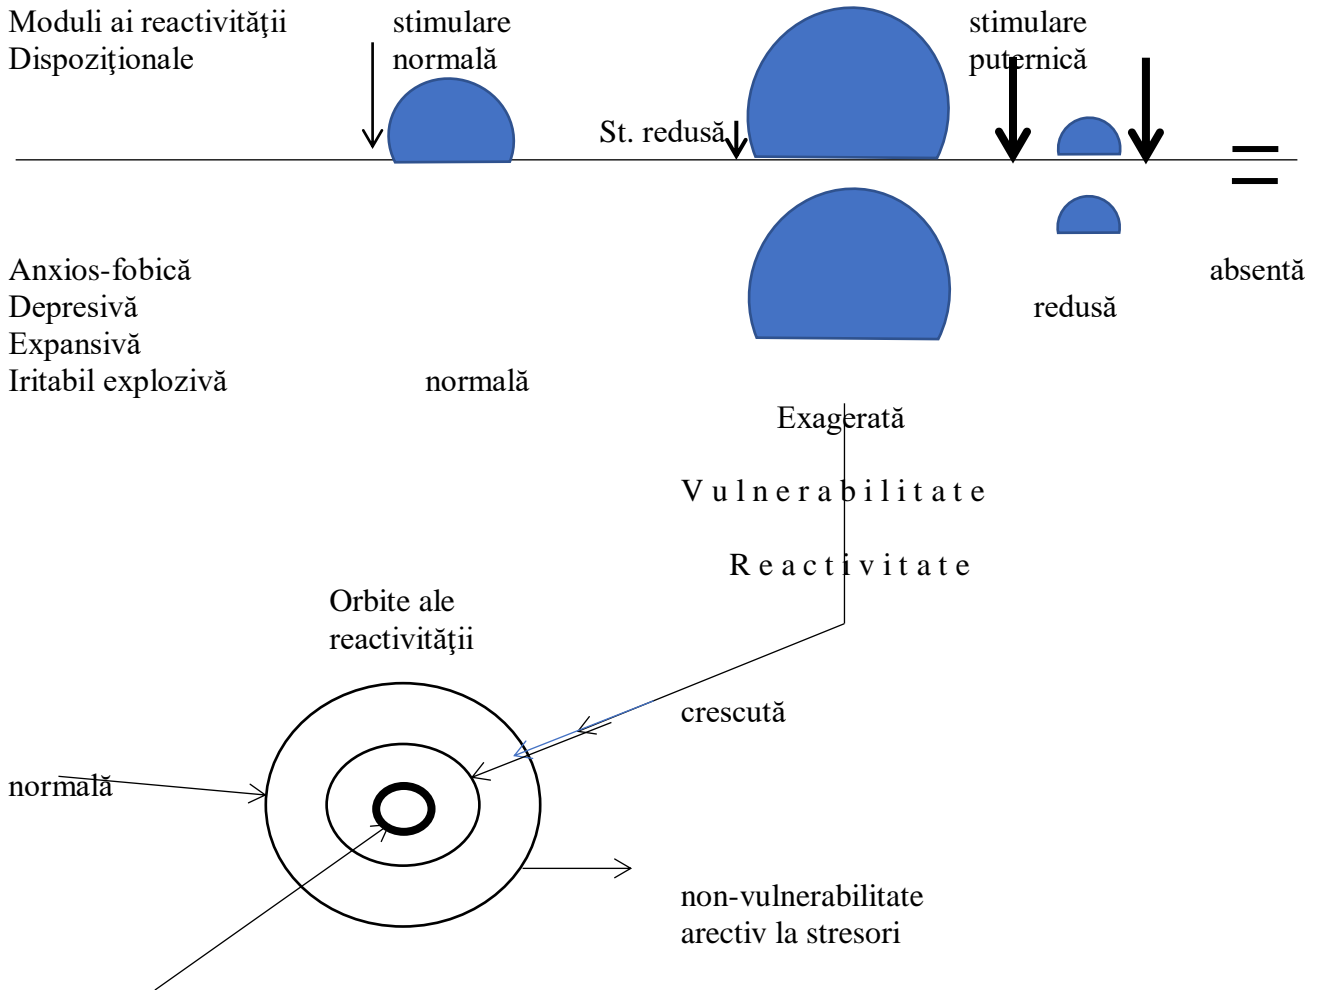 Moduli ai reactivităţii
Dispoziţionale
stimulare
normală
St. redusă
stimulare
puternică
Anxios-fobică
Depresivă
Expansivă
Iritabil explozivă
normală
absentă
redusă
Exagerată
V u l n e r a b i l i t a t e
R e a c t i v i t a t e
Orbite ale
reactivităţii
crescută
normală
non-vulnerabilitate
arectiv la stresori